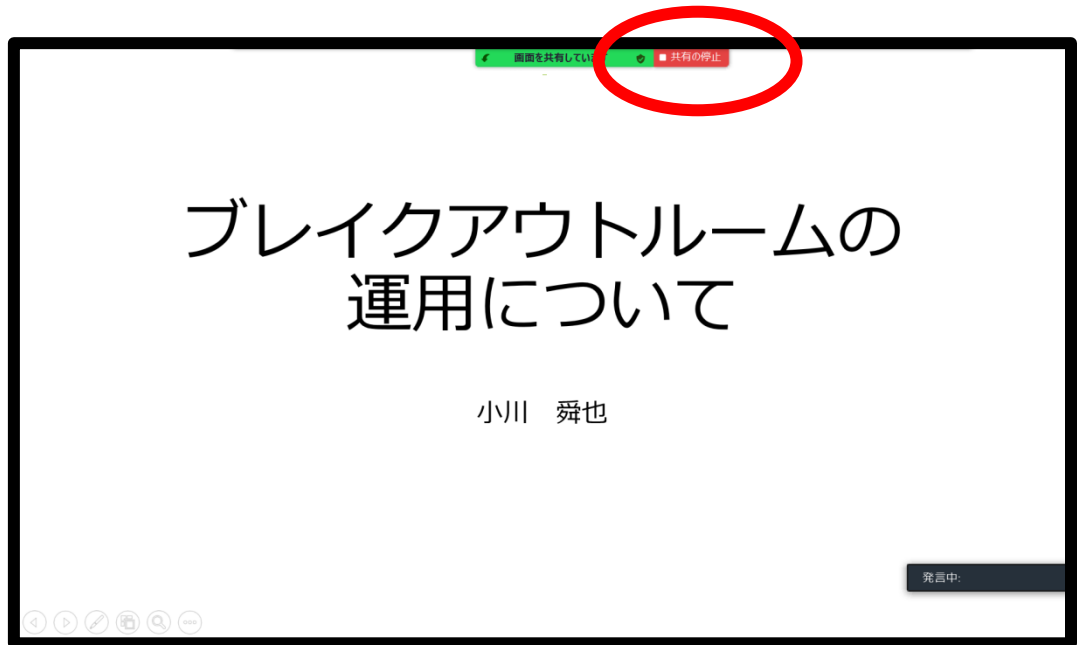 画面を共有してい
共有の停止
ブレイクアウトルームの
運用について
小川　舜也
発言中: